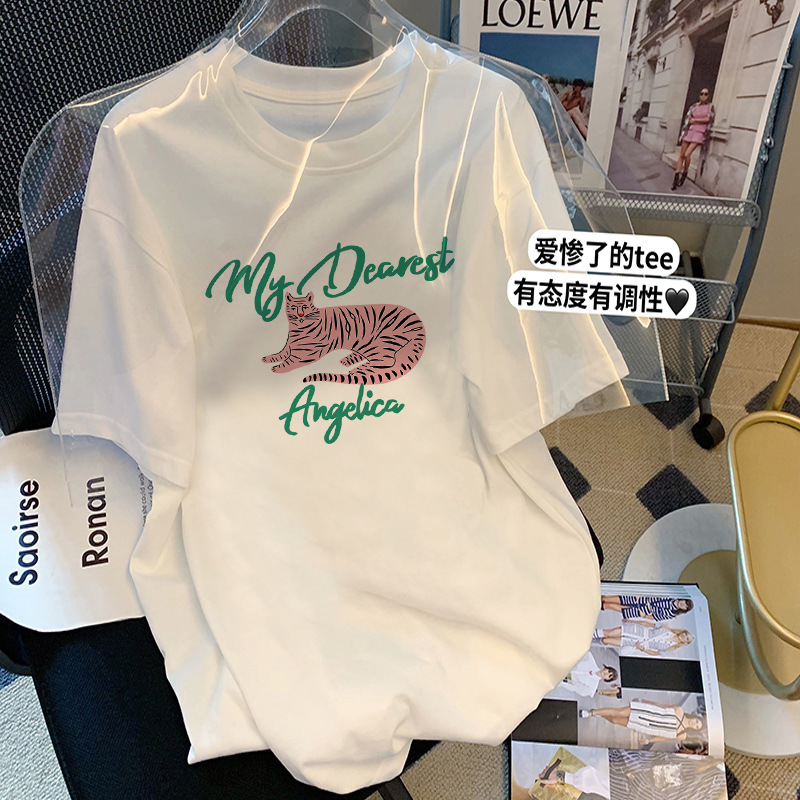 LOEWE
爱惨了的tee
有态度有调性🖤
My Dearest
Angelica
Saoirse
Ronan